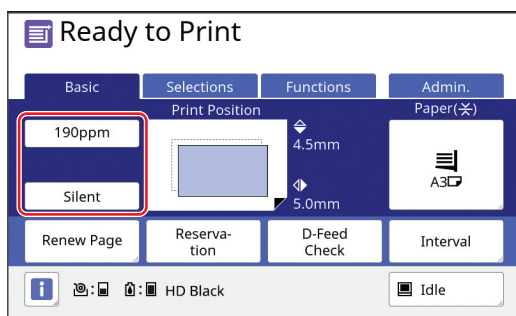 Ready to Print
Basic
Selections
Functions
Admin.
Print Position
Paper(
)
190ppm
4.5mm
A3
Silent
5.0mm
Renew Page
Reserva-
tion
D-Feed
Check
Interval
i
:
:
HD Black
Idle